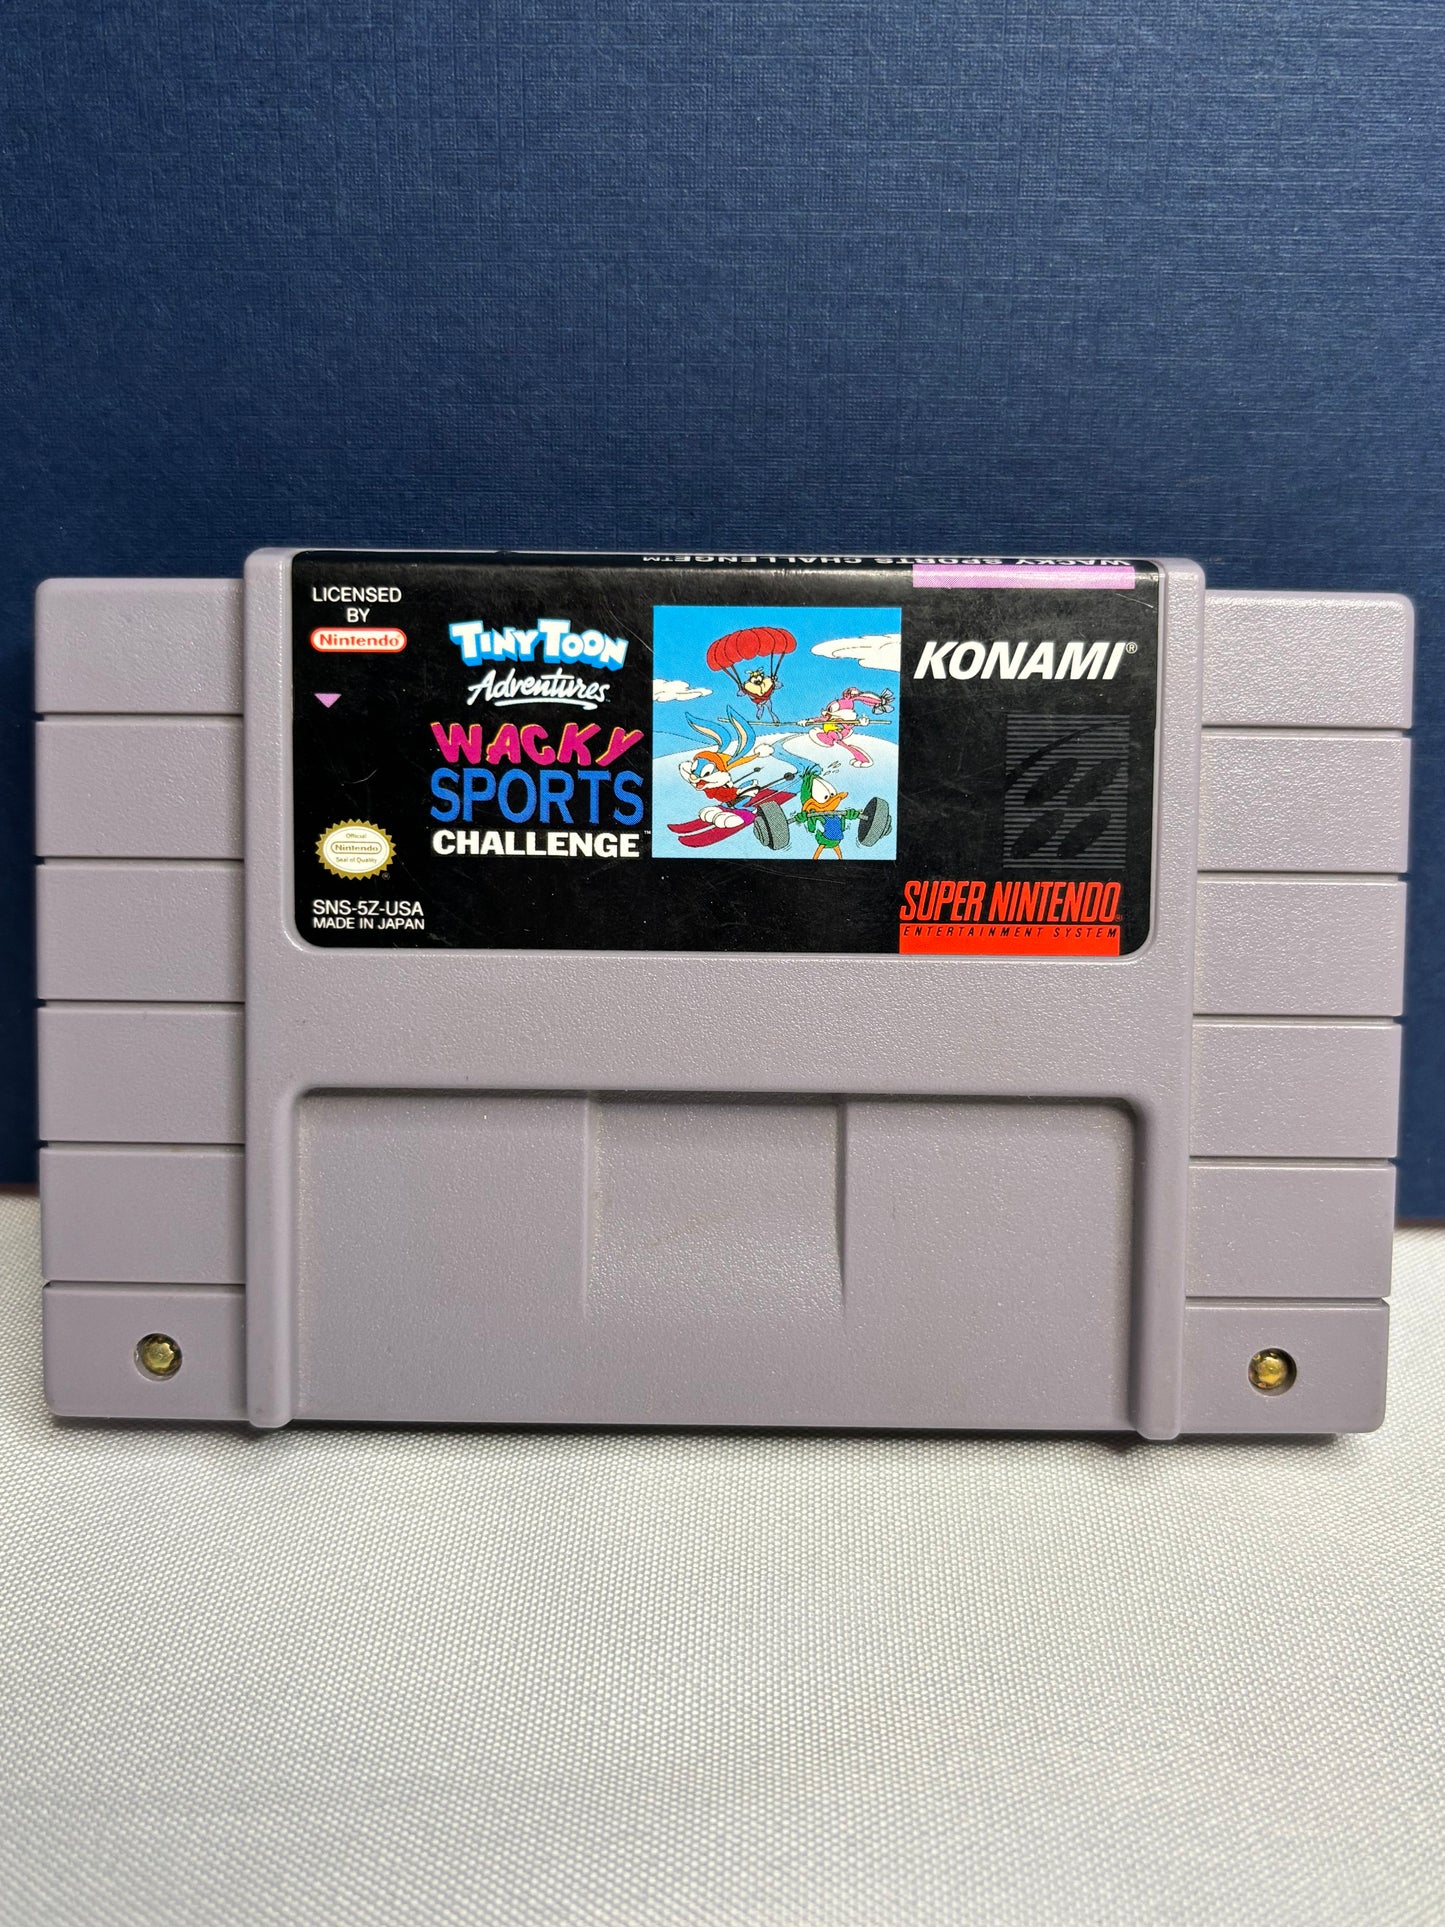 WACKY SPORTS CHALLENGE™
LICENSED
BY
Nintendo®
TINY TOON
Adventures™
WACKY
SPORTS
CHALLENGE™
KONAMI®
Official
Nintendo
Seal of Quality
®
SNS-5Z-USA
MADE IN JAPAN
SUPER NINTENDO®
ENTERTAINMENT SYSTEM